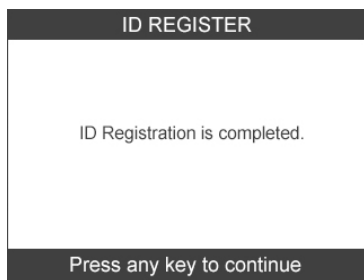 ID REGISTER
ID Registration is completed.
Press any key to continue